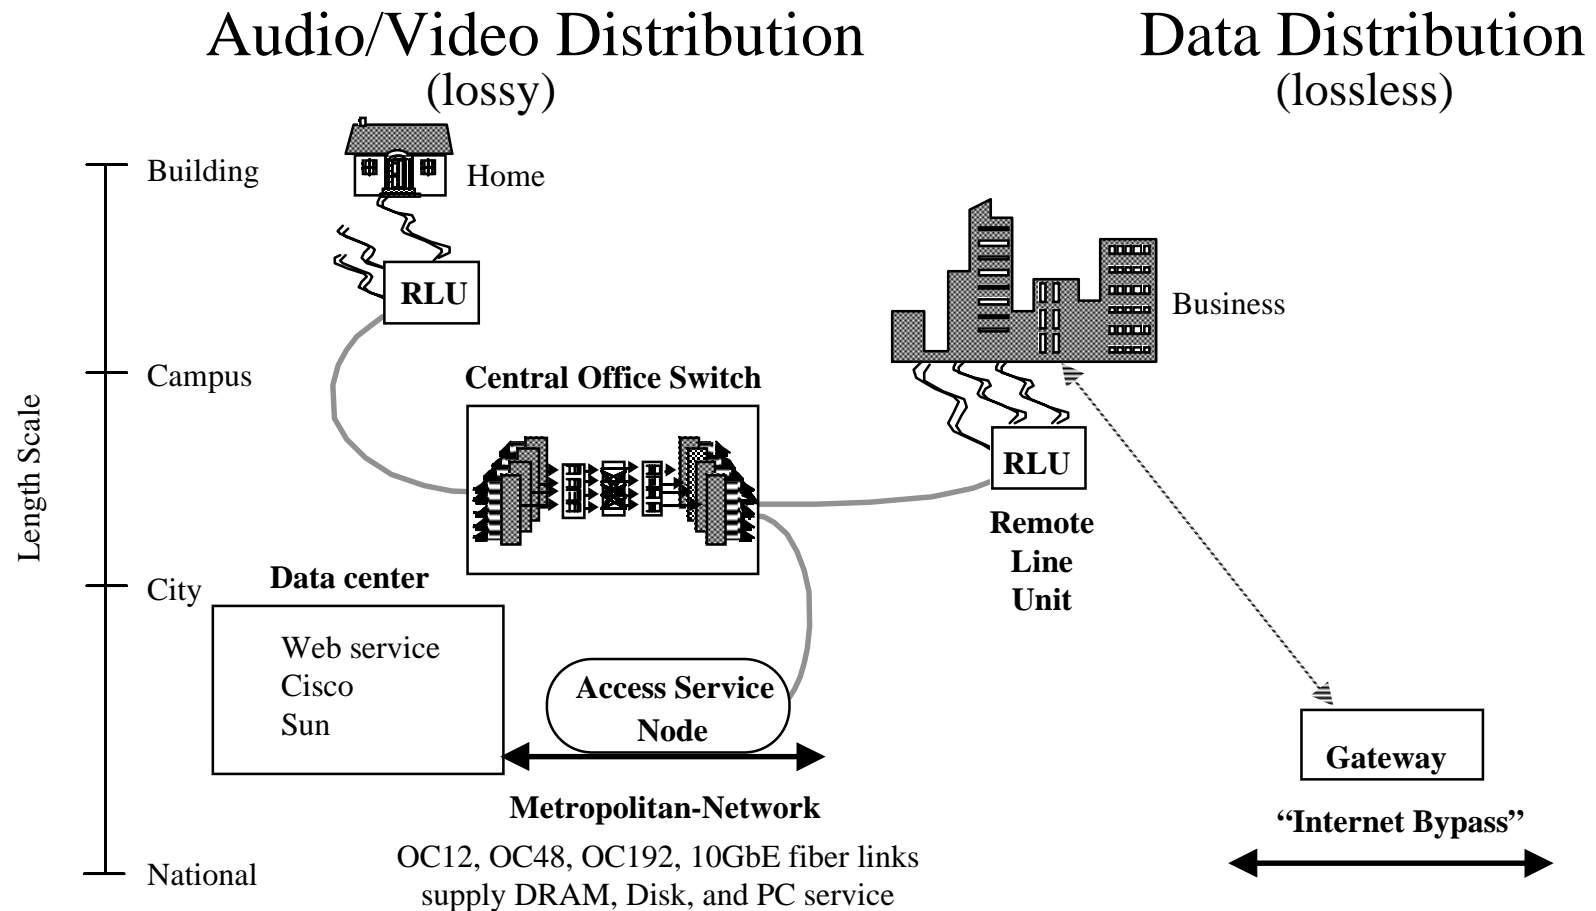 Audio/Video Distribution
(lossy)
Data Distribution
(lossless)
Building
Home
RLU
Business
Campus
Central Office Switch
RLU
Remote
Line
Unit
Length Scale
City
Data center
Web service
Cisco
Sun
Access Service
Node
Gateway
Metropolitan-Network
“Internet Bypass”
OC12, OC48, OC192, 10GbE fiber links
supply DRAM, Disk, and PC service
National